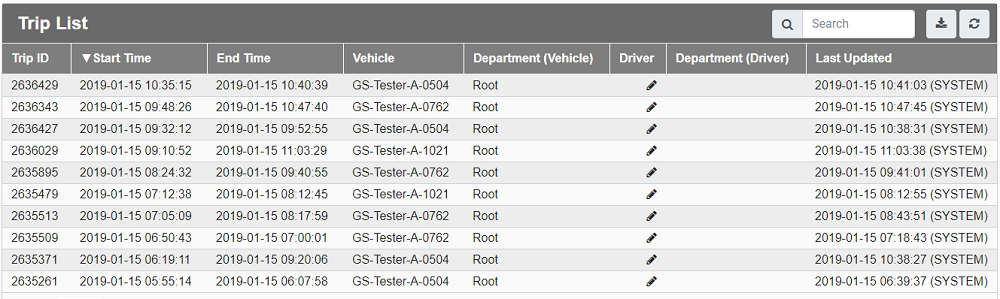 Trip List Search
Trip ID ▼Start Time End Time Vehicle Department (Vehicle) Driver Department (Driver) Last Updated
2636429 2019-01-15 10:35:15 2019-01-15 10:40:39 GS-Tester-A-0504 Root 2019-01-15 10:41:03 (SYSTEM)
2636343 2019-01-15 09:48:26 2019-01-15 10:47:40 GS-Tester-A-0762 Root 2019-01-15 10:47:45 (SYSTEM)
2636427 2019-01-15 09:32:12 2019-01-15 09:52:55 GS-Tester-A-0504 Root 2019-01-15 10:38:31 (SYSTEM)
2636029 2019-01-15 09:10:52 2019-01-15 11:03:29 GS-Tester-A-1021 Root 2019-01-15 11:03:38 (SYSTEM)
2635895 2019-01-15 08:24:32 2019-01-15 09:40:55 GS-Tester-A-0762 Root 2019-01-15 09:41:01 (SYSTEM)
2635479 2019-01-15 07:12:38 2019-01-15 08:12:45 GS-Tester-A-1021 Root 2019-01-15 08:12:55 (SYSTEM)
2635513 2019-01-15 07:05:09 2019-01-15 08:17:59 GS-Tester-A-0762 Root 2019-01-15 08:43:51 (SYSTEM)
2635509 2019-01-15 06:50:43 2019-01-15 07:00:01 GS-Tester-A-0762 Root 2019-01-15 07:18:43 (SYSTEM)
2635371 2019-01-15 06:19:11 2019-01-15 09:20:06 GS-Tester-A-0504 Root 2019-01-15 10:38:27 (SYSTEM)
2635261 2019-01-15 05:55:14 2019-01-15 06:07:58 GS-Tester-A-0504 Root 2019-01-15 06:39:37 (SYSTEM)